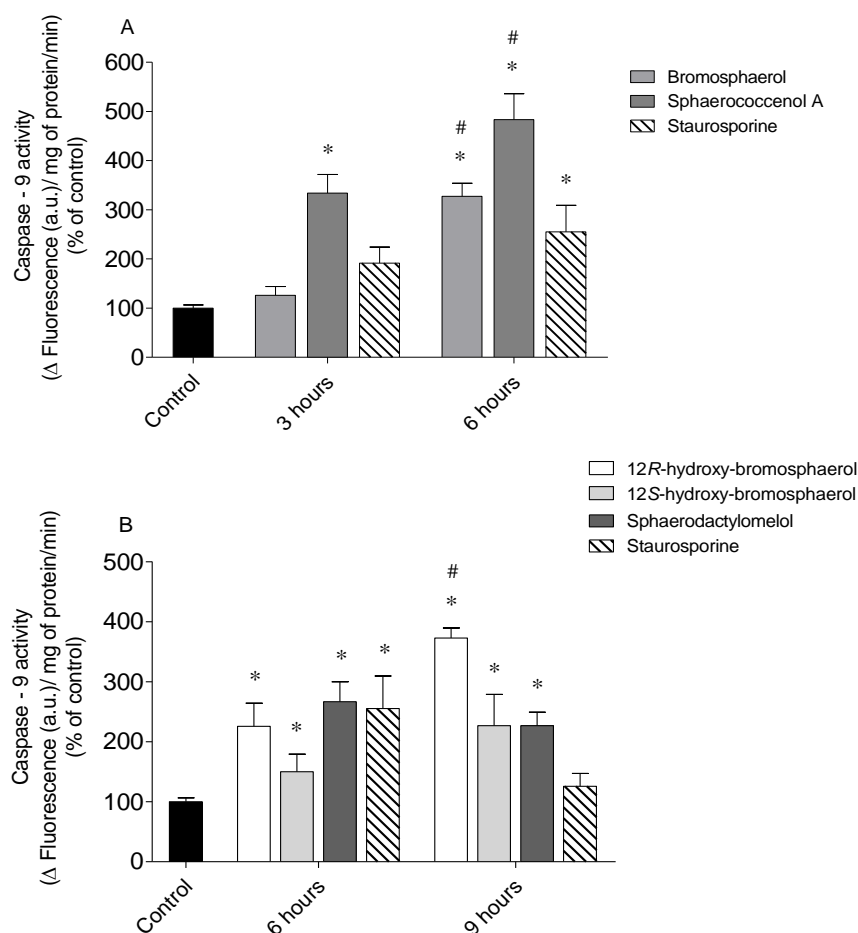 A
Caspase - 9 activity
(Δ Fluorescence (a.u.)/ mg of protein/min)
(% of control)
600
500
400
300
200
100
0
#
*
#
*
*
*
Control
3 hours
6 hours
Bromosphaerol
Sphaerococcenol A
Staurosporine
B
Caspase - 9 activity
(Δ Fluorescence (a.u.)/ mg of protein/min)
(% of control)
500
400
300
200
100
0
*
*
*
*
#
*
*
*
Control
6 hours
9 hours
12R-hydroxy-bromosphaerol
12S-hydroxy-bromosphaerol
Sphaerodactylomelol
Staurosporine